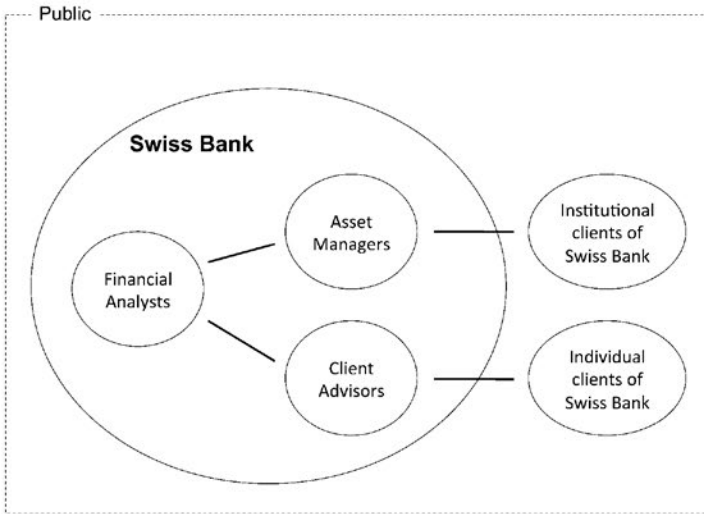 Public
Swiss Bank
Asset
Managers
Institutional
clients of
Swiss Bank
Financial
Analysts
Client
Advisors
Individual
clients of
Swiss Bank